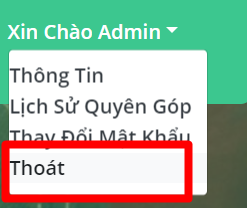 Xin Chào Admin
Thông Tin
Lịch Sử Quyên Góp
Thay Đổi Mật Khẩu
Thoát